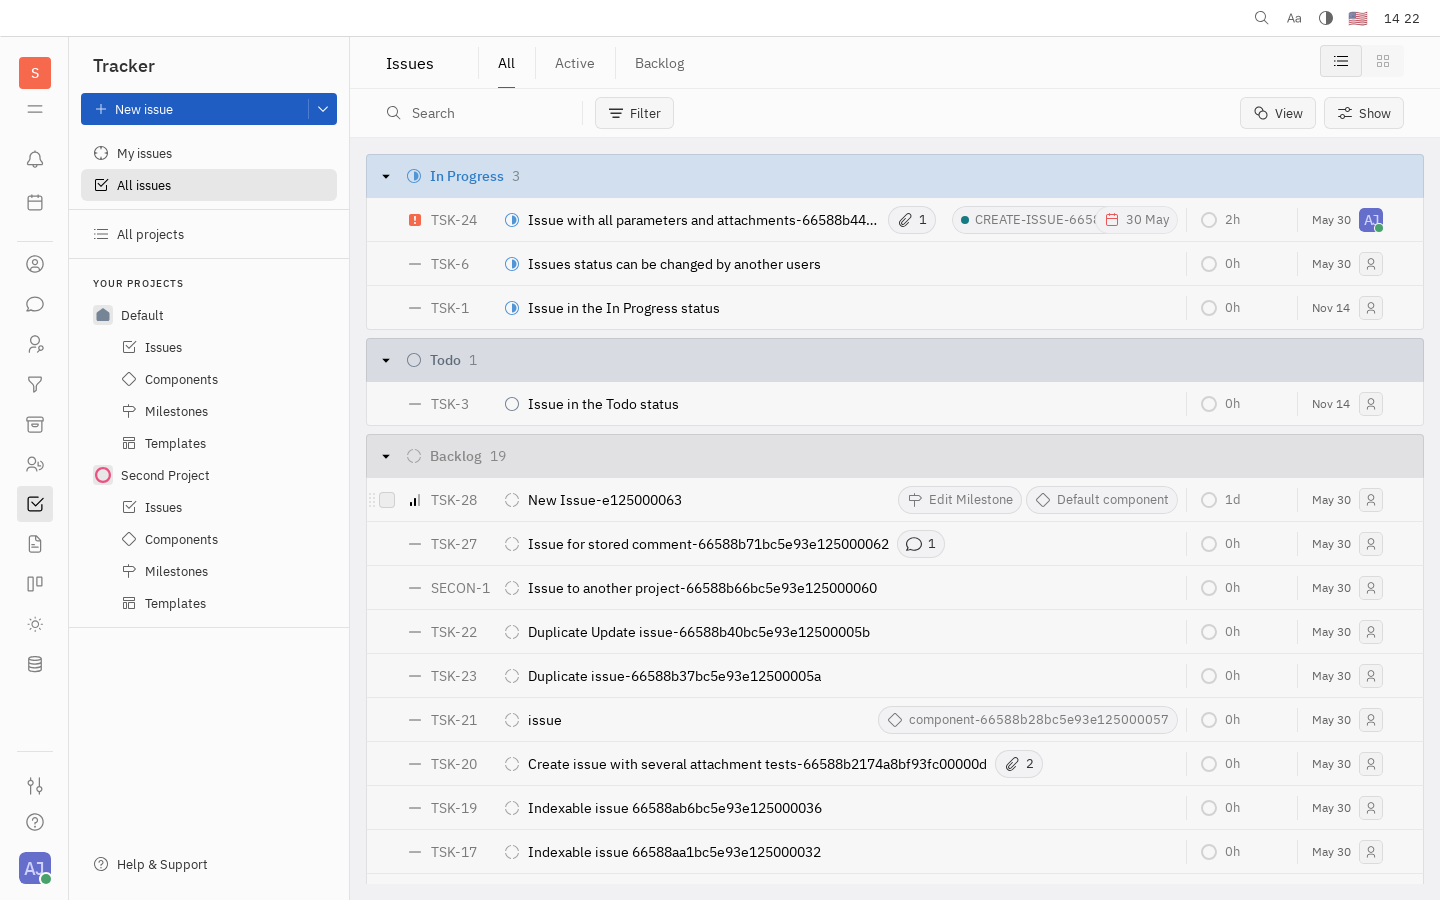 Aa 14 22
S
Tracker
New issue
My issues
All issues
All projects
YOUR PROJECTS
Default
Issues
Components
Milestones
Templates
Second Project
Issues
Components
Milestones
Templates
Help & Support
AJ
Issues All Active Backlog
Search Filter View Show
In Progress 3
TSK-24 Issue with all parameters and attachments-66588b44... 1 CREATE-ISSUE-6658 30 May 2h May 30 AJ
TSK-6 Issues status can be changed by another users 0h May 30
TSK-1 Issue in the In Progress status 0h Nov 14
Todo 1
TSK-3 Issue in the Todo status 0h Nov 14
Backlog 19
TSK-28 New Issue-e125000063 Edit Milestone Default component 1d May 30
TSK-27 Issue for stored comment-66588b71bc5e93e125000062 1 0h May 30
SECON-1 Issue to another project-66588b66bc5e93e125000060 0h May 30
TSK-22 Duplicate Update issue-66588b40bc5e93e12500005b 0h May 30
TSK-23 Duplicate issue-66588b37bc5e93e12500005a 0h May 30
TSK-21 issue component-66588b28bc5e93e125000057 0h May 30
TSK-20 Create issue with several attachment tests-66588b2174a8bf93fc00000d 2 0h May 30
TSK-19 Indexable issue 66588ab6bc5e93e125000036 0h May 30
TSK-17 Indexable issue 66588aa1bc5e93e125000032 0h May 30